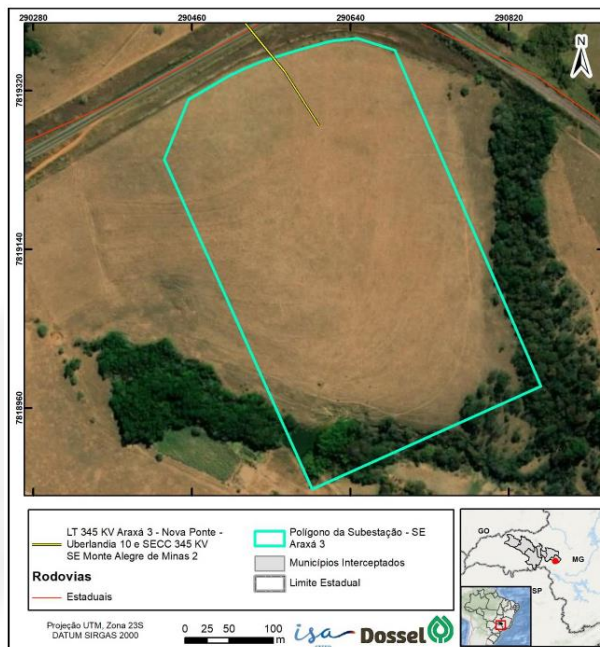 290280 290460 290640 290820
7819320
7819140
7818960
N
LT 345 KV Araxá 3 - Nova Ponte -
Uberlandia 10 e SECC 345 KV
SE Monte Alegre de Minas 2
Rodovias
Estaduais
Polígono da Subestação - SE
Araxá 3
Municípios Interceptados
Limite Estadual
GO
MG
SP
Projeção UTM, Zona 23S
DATUM SIRGAS 2000
0 25 50 100
m
isa
Dossel